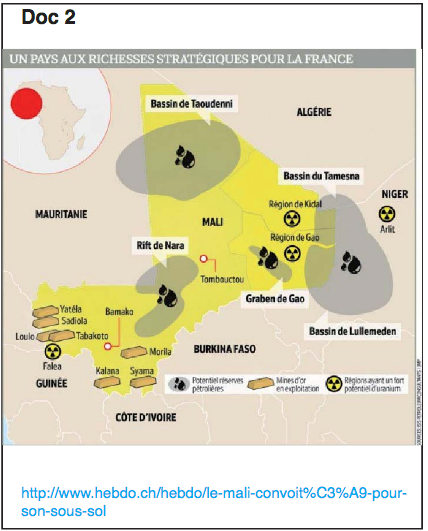 Doc 2
UN PAYS AUX RICHESSES STRATÉGIQUES POUR LA FRANCE
Bassin de Taoudenni
ALGÉRIE
Bassin du Tamesna
NIGER
Région de Kidal
Arlit
MAURITANIE
MALI
Région de Gao
Rift de Nara
Tombouctou
Graben de Gao
Bassin de Lullemeden
Yatéla
Sadiola
Bamako
Loulo
Tabakoto
Morila
BURKINA FASO
Falea
Kalana
Syama
GUINÉE
Potentiel réserves
pétrolières
Mines d'or
en exploitation
Régions ayant un fort
potentiel d'uranium
CÔTE D'IVOIRE
http://www.hebdo.ch/hebdo/le-mali-convoit%C3%A9-pour-
son-sous-sol